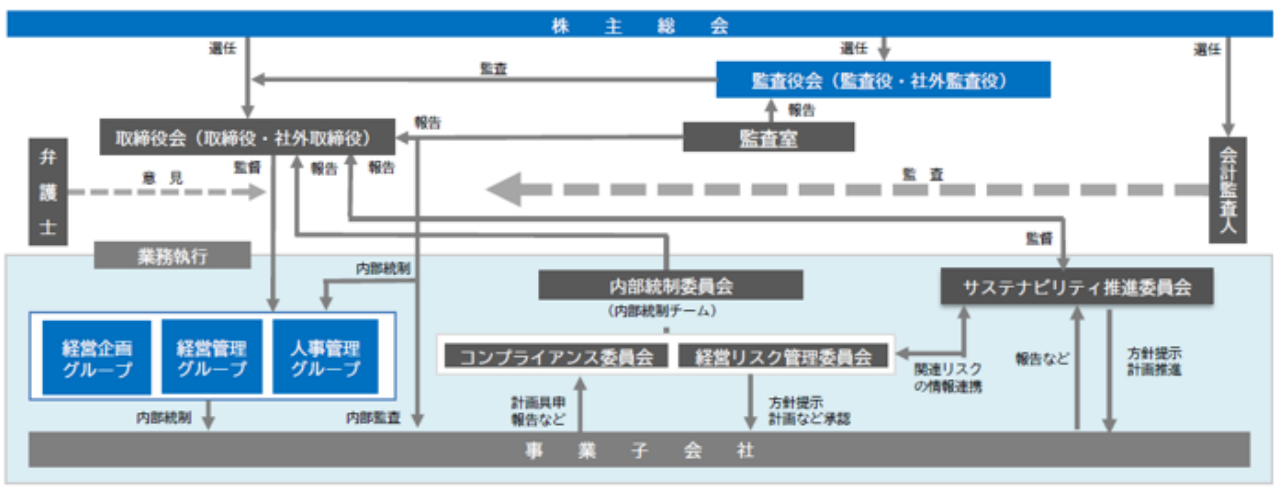 株主総会
選任
選任
選任
監査
監査役会（監査役・社外監査役）
報告
報告
取締役会（取締役・社外取締役）
監査室
弁護士
意見
監督
報告
報告
監査
会計監査人
監督
業務執行
内部統制
内部統制委員会
（内部統制チーム）
サステナビリティ推進委員会
経営企画
グループ
経営管理
グループ
人事管理
グループ
コンプライアンス委員会
経営リスク管理委員会
関連リスク
の情報連携
報告など
方針提示
計画推進
内部統制
内部監査
計画具申
報告など
方針提示
計画など承認
事業子会社